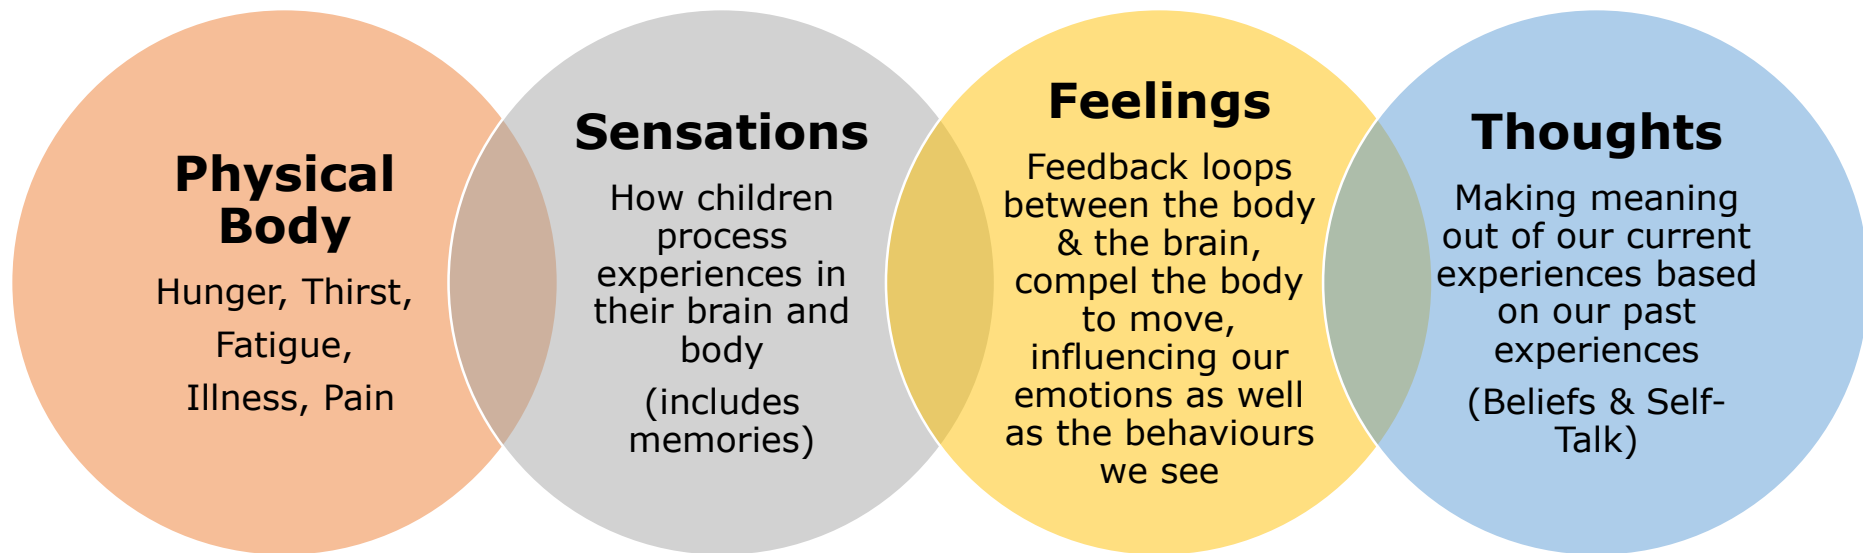 Physical
Body
Hunger, Thirst,
Fatigue,
Illness, Pain
Sensations
How children
process
experiences in
their brain and
body
(includes
memories)
Feelings
Feedback loops
between the body
& the brain,
compel the body
to move,
influencing our
emotions as well
as the behaviours
we see
Thoughts
Making meaning
out of our current
experiences based
on our past
experiences
(Beliefs & Self-
Talk)